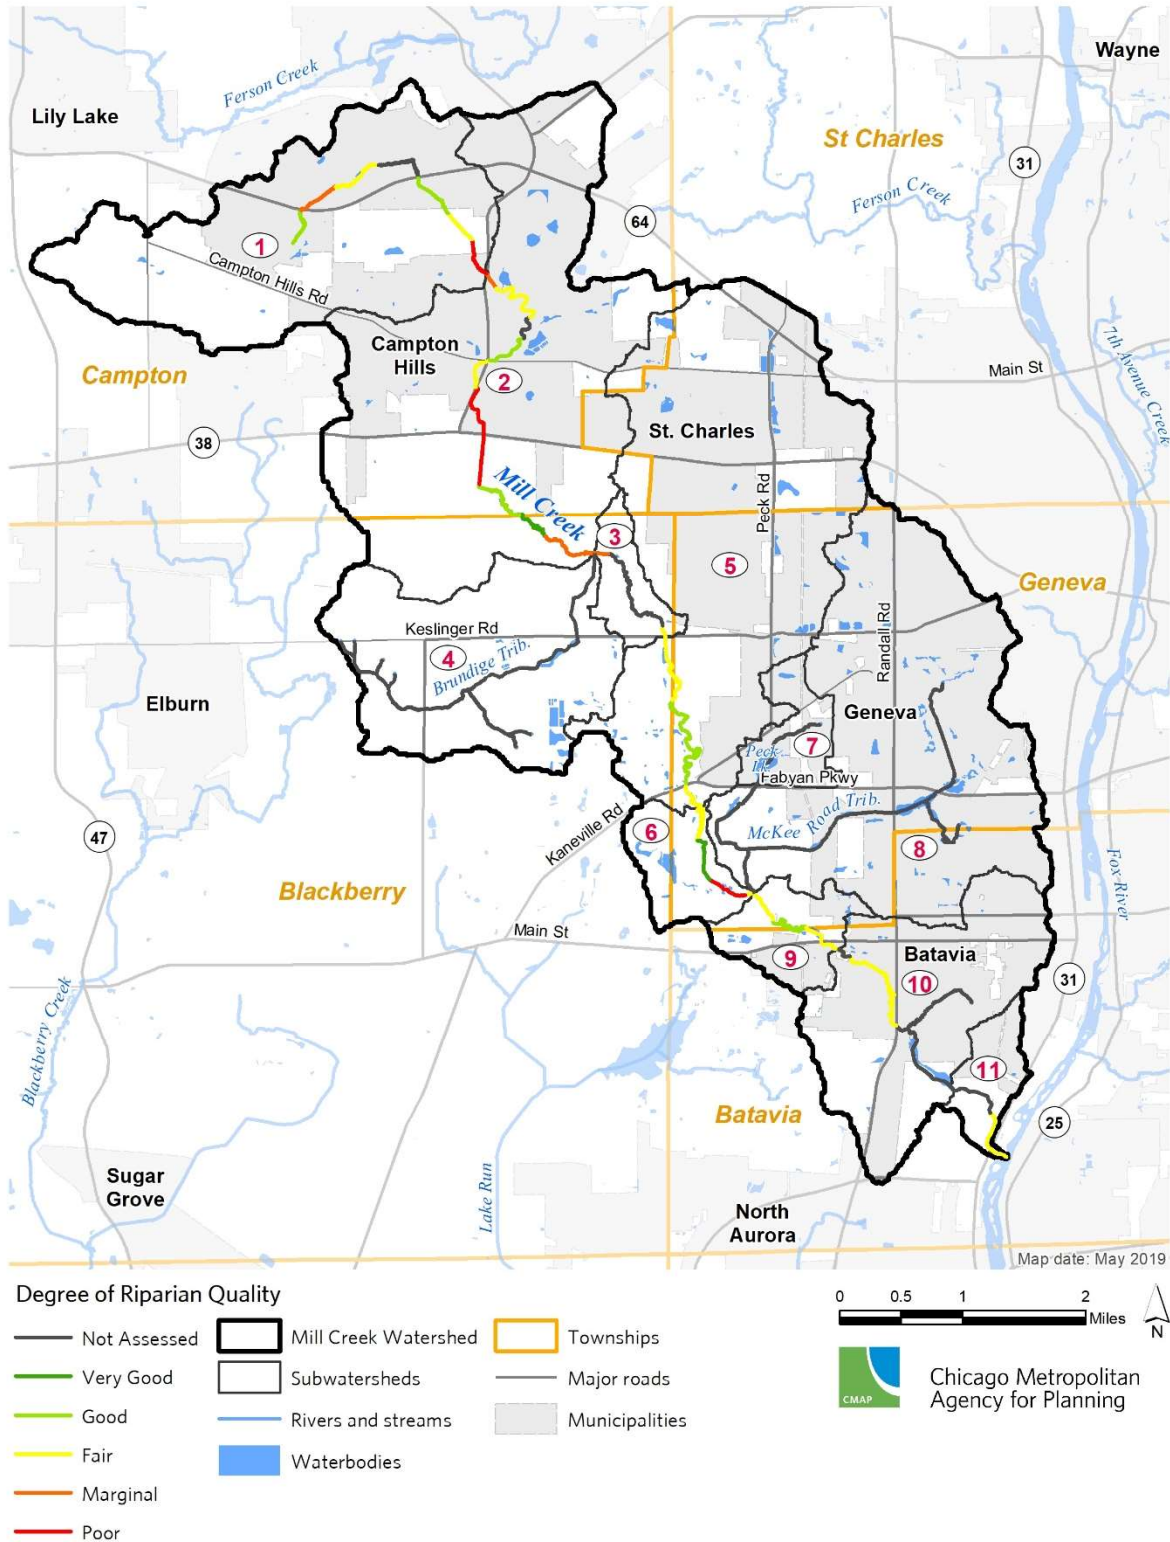 Wayne
Ferson Creek
Lily Lake
St Charles
31
Ferson Creek
64
1
Campton Hills Rd
7th Avenue Creek
Campton
Hills
Campton
Main St
2
38
St. Charles
Mill Creek
Peck Rd
3
5
Geneva
Keslinger Rd
Randall Rd
4
Brundige Trib.
Elburn
Geneva
7
Peck
Lk.
Fabyan Pkwy
47
Kaneville Rd
6
McKee Road Trib.
8
Blackberry
Fox River
Main St
9
Batavia
10
31
Blackberry Creek
11
Batavia
25
Sugar
Grove
Lake Run
North
Aurora
Map date: May 2019
Degree of Riparian Quality
Not Assessed
Very Good
Good
Fair
Marginal
Poor
Mill Creek Watershed
Subwatersheds
Rivers and streams
Waterbodies
Townships
Major roads
Municipalities
0 0.5 1 2
Miles
N
CMAP
Chicago Metropolitan
Agency for Planning